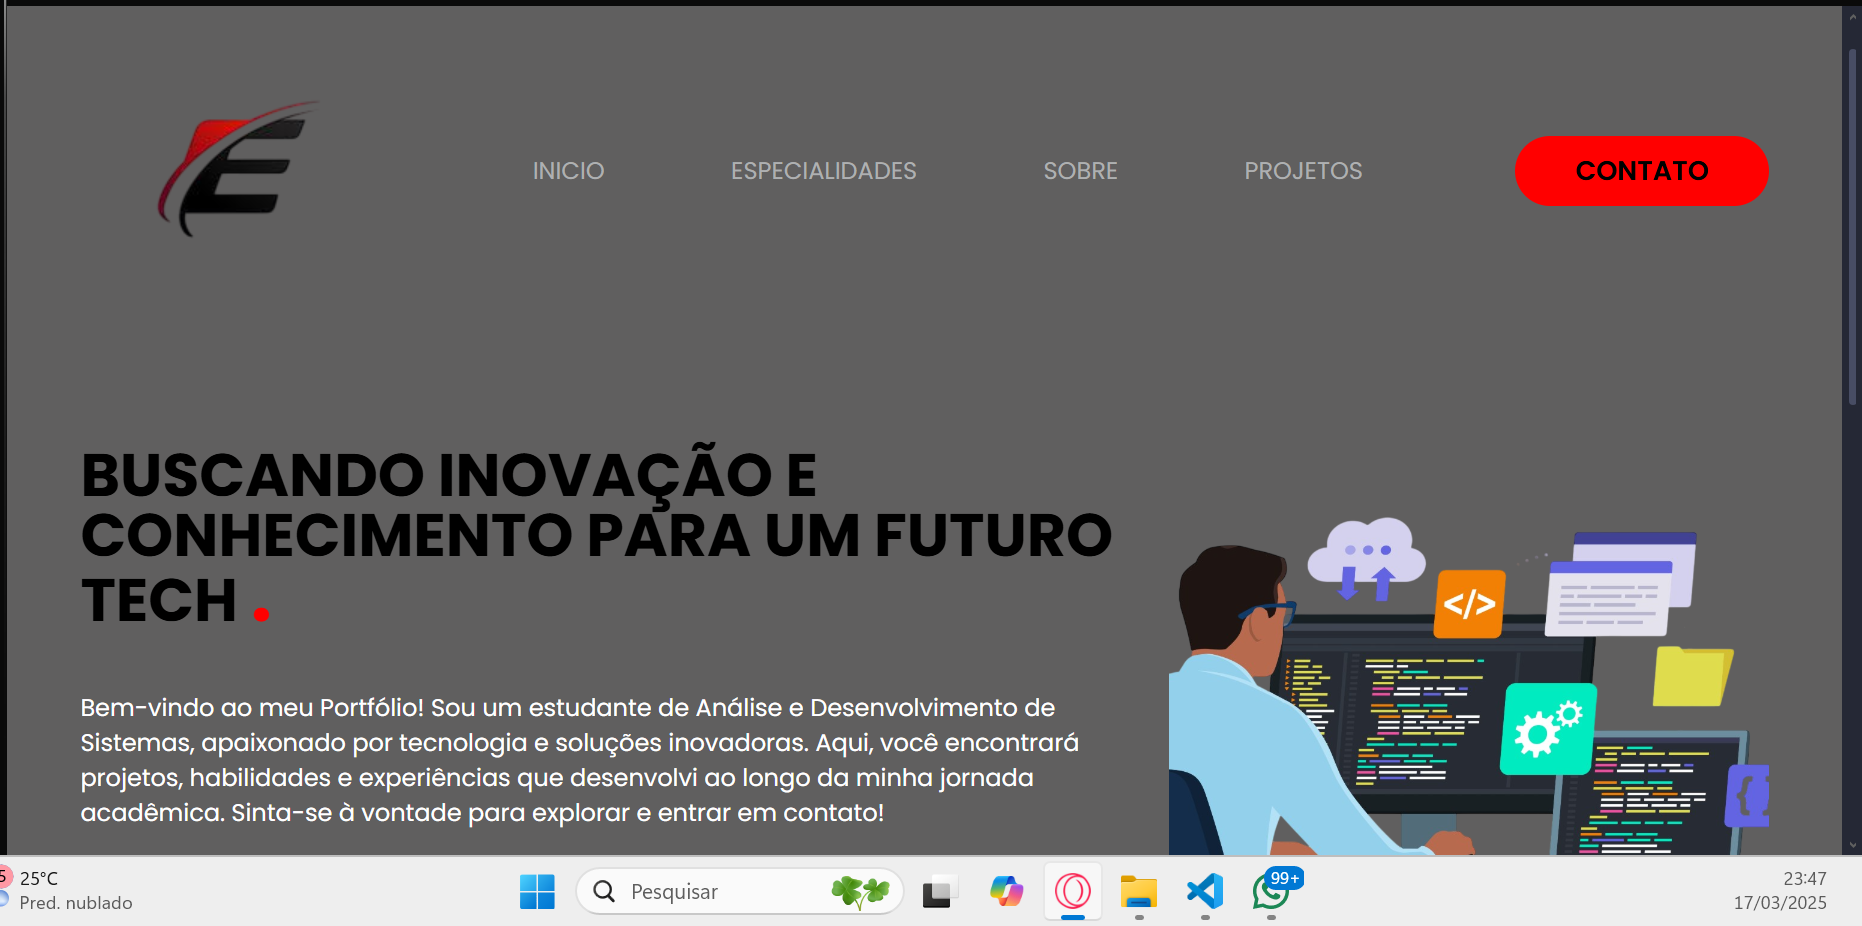 E
INICIO
ESPECIALIDADES
SOBRE
PROJETOS
CONTATO
BUSCANDO INOVAÇÃO E
CONHECIMENTO PARA UM FUTURO
TECH .
Bem-vindo ao meu Portfólio! Sou um estudante de Análise e Desenvolvimento de
Sistemas, apaixonado por tecnologia e soluções inovadoras. Aqui, você encontrará
projetos, habilidades e experiências que desenvolvi ao longo da minha jornada
acadêmica. Sinta-se à vontade para explorar e entrar em contato!
</>
{}
5
25°C
Pred. nublado
Pesquisar
99+
23:47
17/03/2025